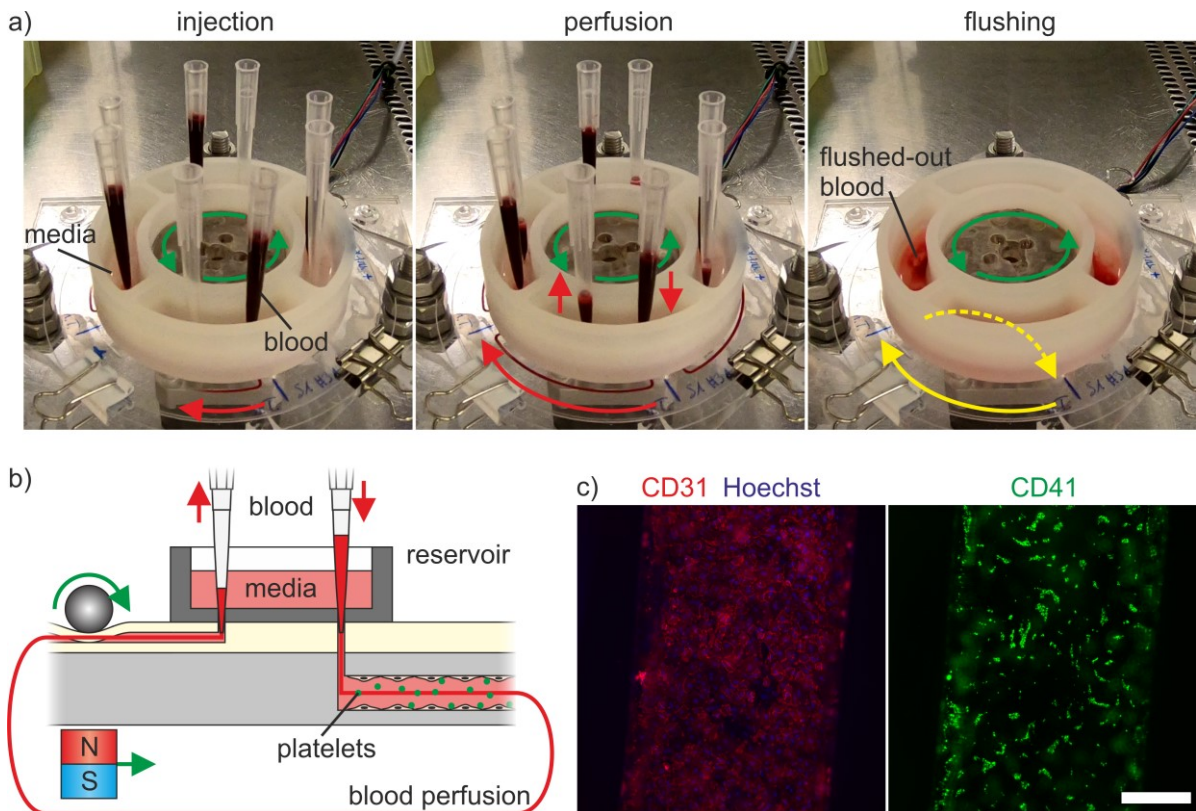 a)
injection
perfusion
flushing
media
blood
flushed-out
blood
b)
blood
reservoir
media
platelets
N
S
blood perfusion
c)
CD31 Hoechst
CD41